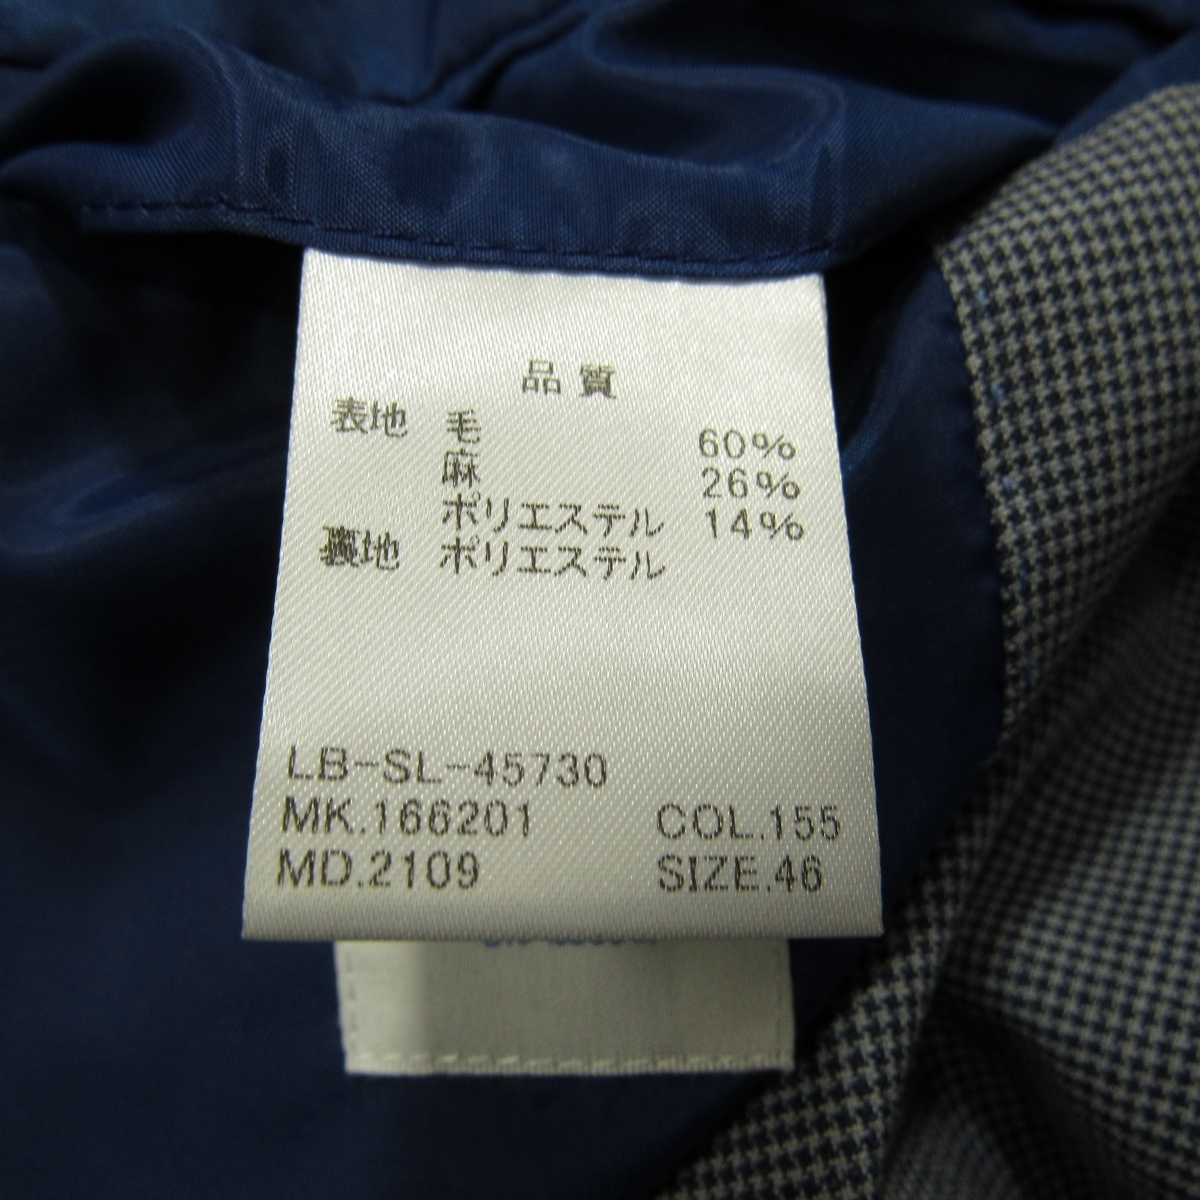 品質
表地 毛 60%
麻 26%
ポリエステル 14%
裏地 ポリエステル
LB-SL-45730
MK.166201 COL.155
MD.2109 SIZE.46